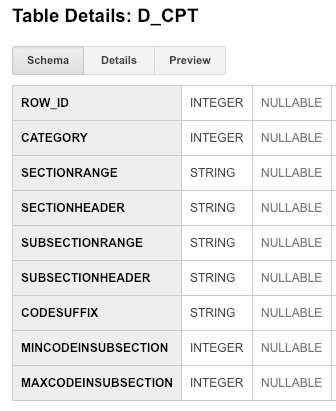 Table Details: D_CPT
Schema Details Preview
ROW_ID INTEGER NULLABLE
CATEGORY INTEGER NULLABLE
SECTIONRANGE STRING NULLABLE
SECTIONHEADER STRING NULLABLE
SUBSECTIONRANGE STRING NULLABLE
SUBSECTIONHEADER STRING NULLABLE
CODESUFFIX STRING NULLABLE
MINCODEINSUBSECTION INTEGER NULLABLE
MAXCODEINSUBSECTION INTEGER NULLABLE